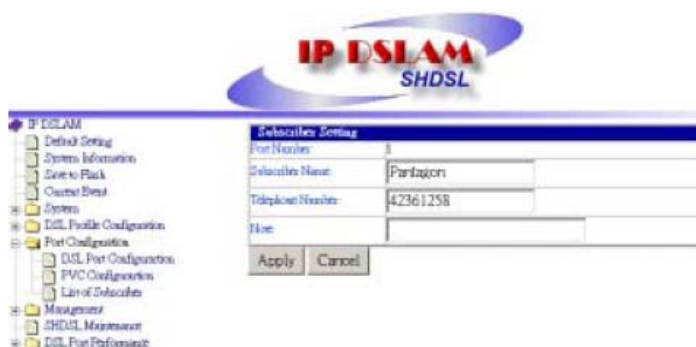 IP DSLAM
SHDSL
IP DSLAM
Default Setting
System Information
Save to Flash
Current Event
System
DSL Profile Configuration
Port Configuration
DSL Port Configuration
PVC Configuration
List of Subscriber
Management
SHDSL Maintenance
DSL Port Performance
Subscriber Setting
Port Number 1
Subscriber Name Pantagon
Telephone Number 42361258
Note
Apply Cancel